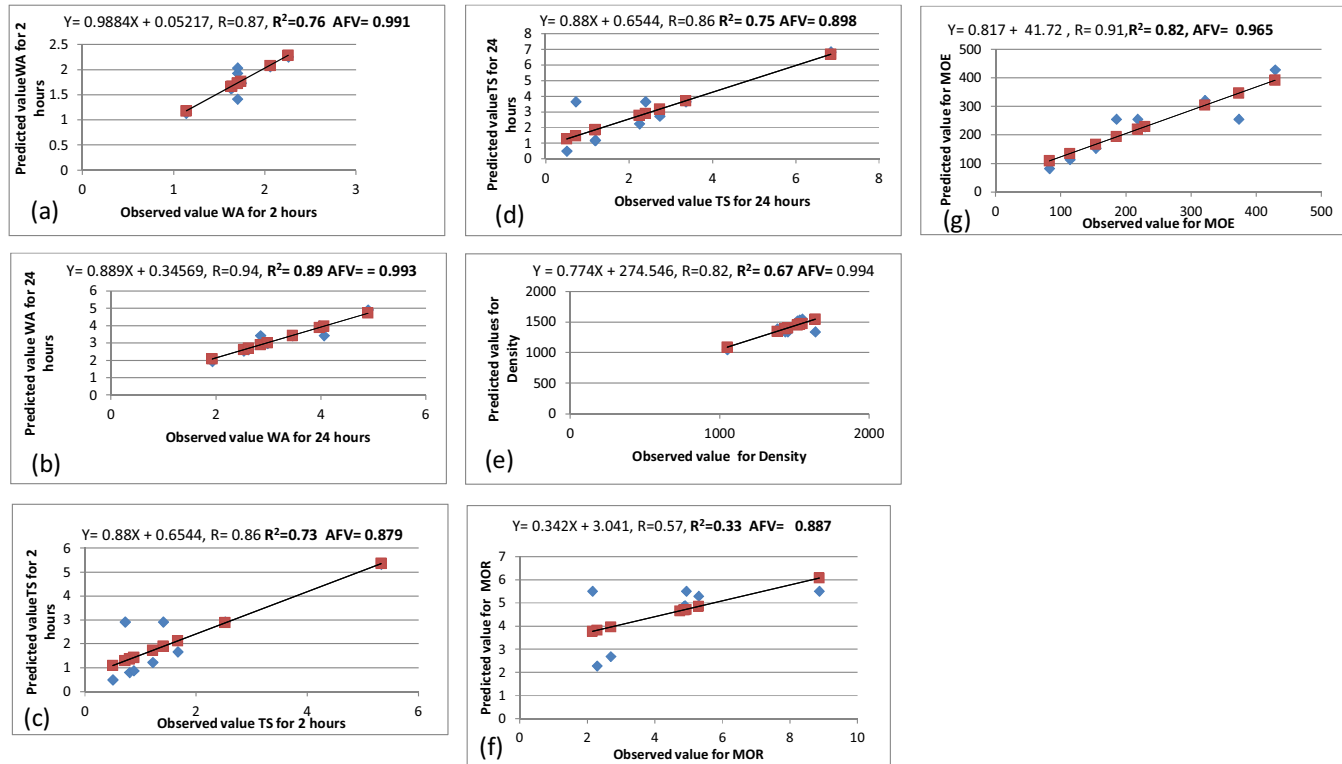 Y= 0.9884X + 0.05217, R=0.87, R²=0.76 AFV= 0.991
Predicted valueWA for 2 hours
2.5
2
1.5
1
0.5
0
0
1
2
3
Observed value WA for 2 hours
(a)
Y= 0.889X + 0.34569, R=0.94, R²= 0.89 AFV= = 0.993
Predicted value WA for 24 hours
6
5
4
3
2
1
0
0
2
4
6
Observed value WA for 24 hours
(b)
Y= 0.88X + 0.6544, R= 0.86 R²=0.73 AFV= 0.879
Predicted valueTS for 2 hours
6
5
4
3
2
1
0
0
2
4
6
Observed value TS for 2 hours
(c)
Y= 0.88X + 0.6544, R=0.86 R²= 0.75 AFV= 0.898
Predicted valueTS for 24 hours
8
7
6
5
4
3
2
1
0
0
2
4
6
8
Observed value TS for 24 hours
(d)
Y = 0.774X + 274.546, R=0.82, R²= 0.67 AFV= 0.994
Predicted values for Density
2000
1500
1000
500
0
0
1000
2000
Observed value for Density
(e)
Y= 0.342X + 3.041, R=0.57, R²=0.33 AFV= 0.887
Predicted value for MOR
7
6
5
4
3
2
1
0
0
2
4
6
8
10
Observed value for MOR
(f)
Y= 0.817 + 41.72 , R= 0.91,R²= 0.82, AFV= 0.965
Predicted value for MOE
500
400
300
200
100
0
0
100
200
300
400
500
Observed value for MOE
(g)